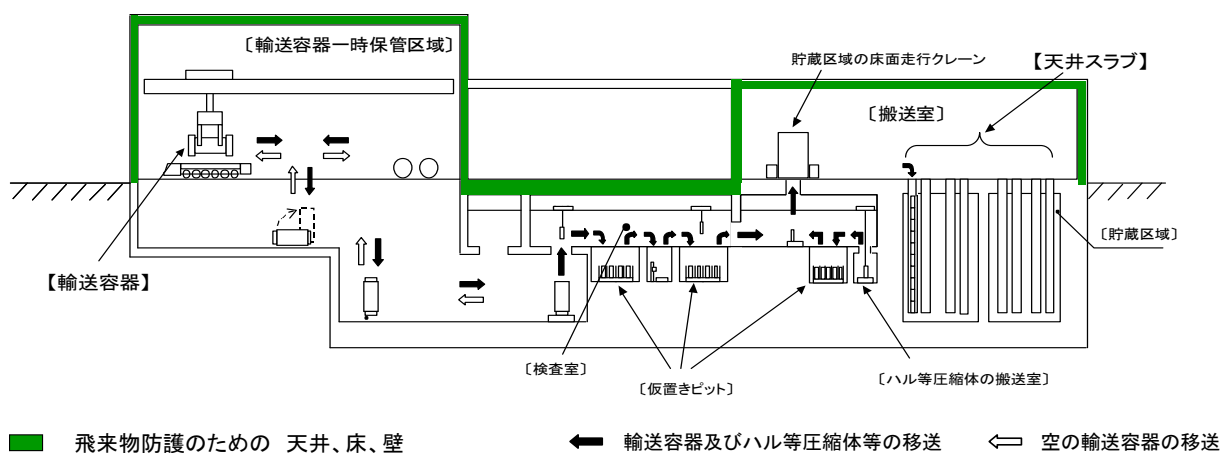 〔輸送容器一時保管区域〕
貯蔵区域の床面走行クレーン
【天井スラブ】
〔搬送室〕
〔貯蔵区域〕
【輸送容器】
〔検査室〕
〔仮置きピット〕
〔ハル等圧縮体の搬送室〕
飛来物防護のための 天井、床、壁
輸送容器及びハル等圧縮体等の移送
空の輸送容器の移送